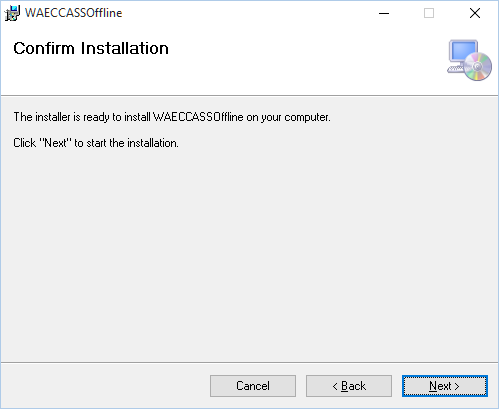 WAECCASSOffline
Confirm Installation
The installer is ready to install WAECCASSOffline on your computer.
Click "Next" to start the installation.
Cancel
< Back
Next >